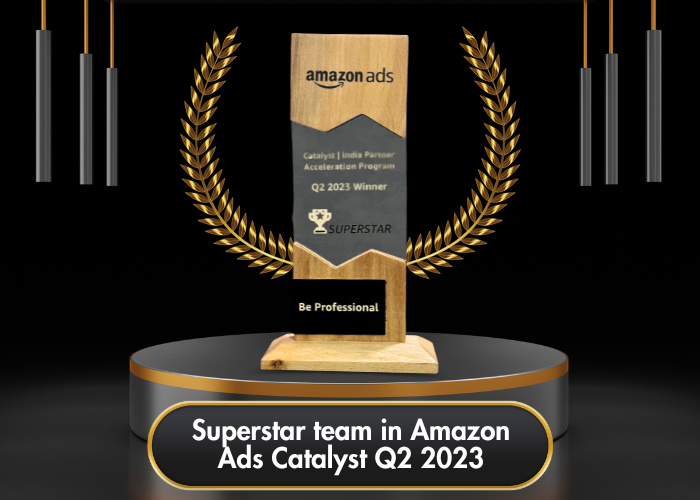 amazon ads
Catalyst | India Partner
Acceleration Program
Q2 2023 Winner
SUPERSTAR
Be Professional
Superstar team in Amazon
Ads Catalyst Q2 2023